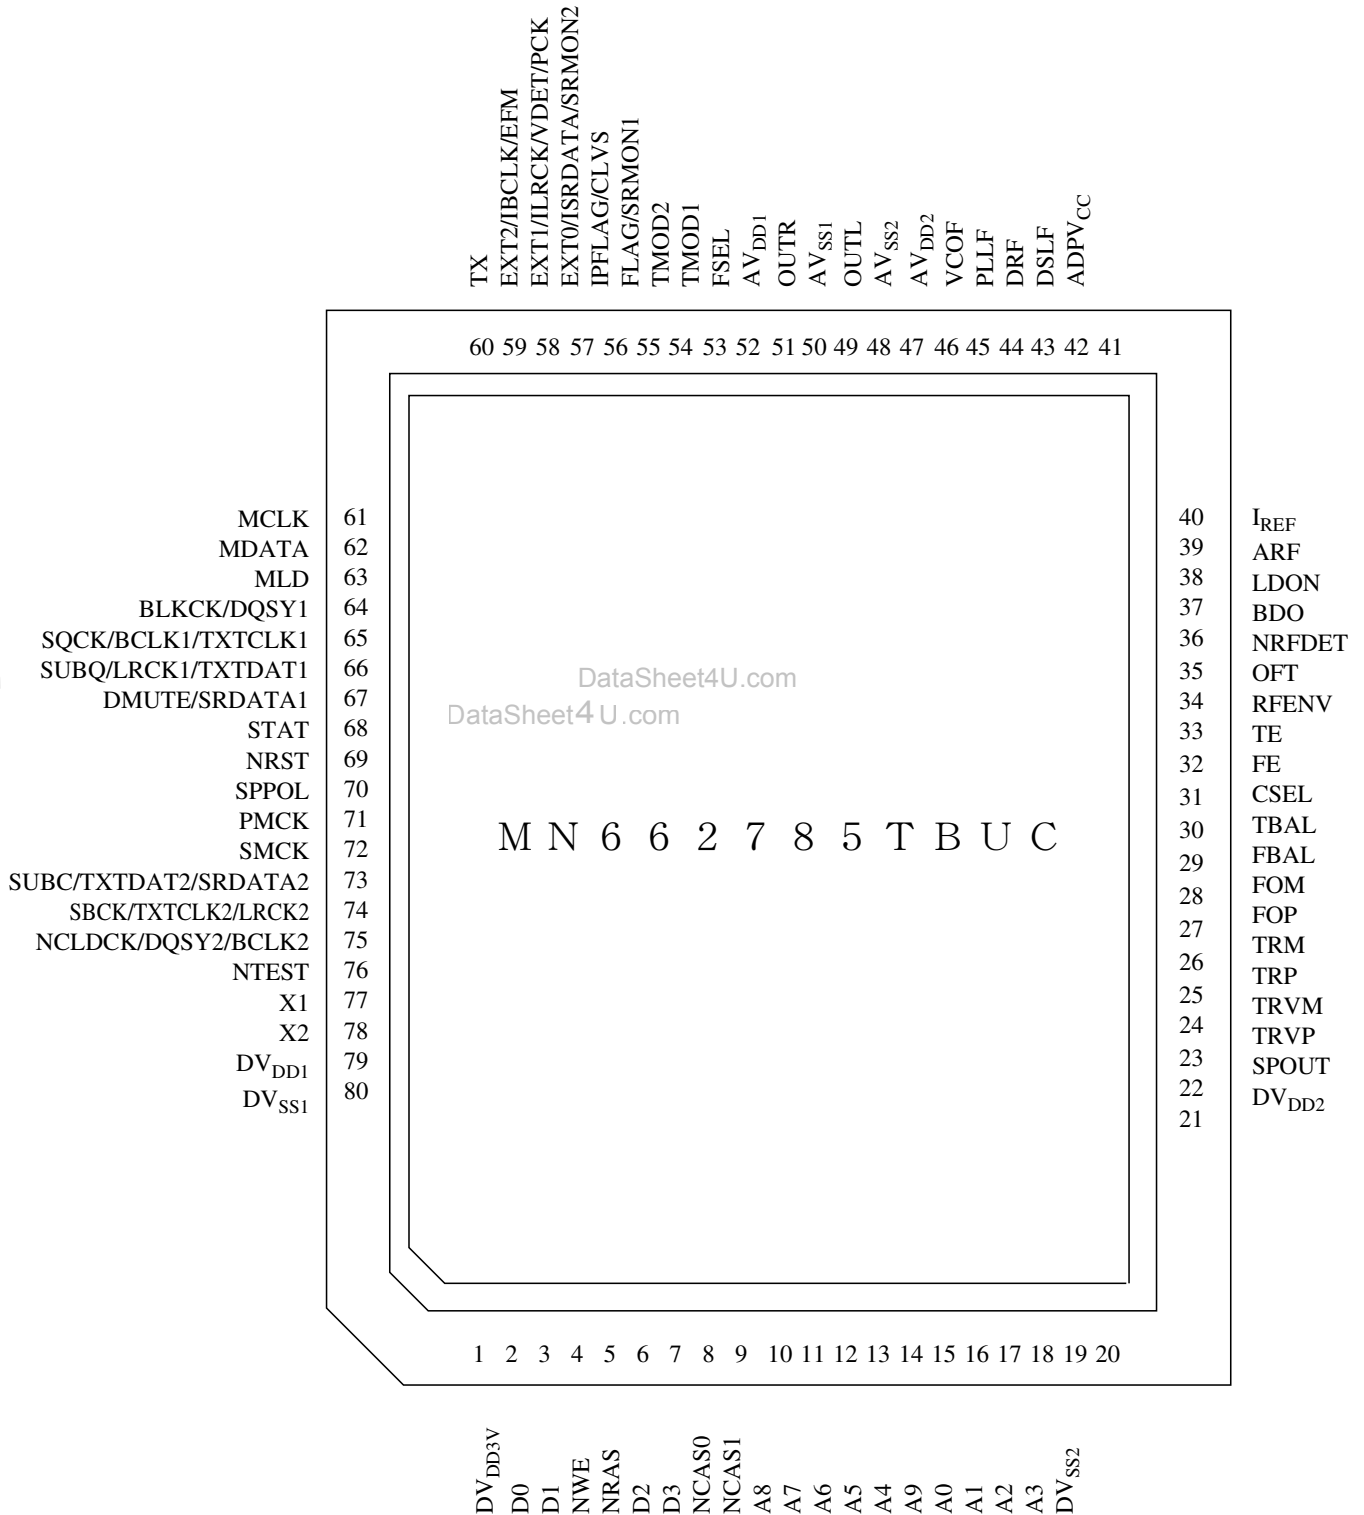 TX
EXT2/IBCLK/EFM
EXT1/ILRCK/VDET/PCK
EXT0/ISRDATA/SRMON2
IPFLAG/CLVS
FLAG/SRMON1
TMOD2
TMOD1
FSEL
AVDD1
OUTR
AVSS1
OUTL
AVSS2
AVDD2
VCOF
PLLF
DRF
DSLF
ADPVCC
60 59 58 57 56 55 54 53 52 51 50 49 48 47 46 45 44 43 42 41
MCLK 61
MDATA 62
MLD 63
BLKCK/DQSY1 64
SQCK/BCLK1/TXTCLK1 65
SUBQ/LRCK1/TXTDAT1 66
DMUTE/SRDATA1 67
STAT 68
NRST 69
SPPOL 70
PMCK 71
SMCK 72
SUBC/TXTDAT2/SRDATA2 73
SBCK/TXTCLK2/LRCK2 74
NCLDCK/DQSY2/BCLK2 75
NTEST 76
X1 77
X2 78
DVDD1 79
DVSS1 80
DataSheet4U.com
DataSheet4U.com
MN662785TBUC
40 IREF
39 ARF
38 LDON
37 BDO
36 NRFDET
35 OFT
34 RFENV
33 TE
32 FE
31 CSEL
30 TBAL
29 FBAL
28 FOM
27 FOP
26 TRM
25 TRP
24 TRVM
23 TRVP
22 SPOUT
21 DVDD2
1 2 3 4 5 6 7 8 9 10 11 12 13 14 15 16 17 18 19 20
DVDD3V
D0
D1
NWE
NRAS
D2
D3
NCAS0
NCAS1
A8
A7
A6
A5
A4
A9
A0
A1
A2
A3
DVSS2